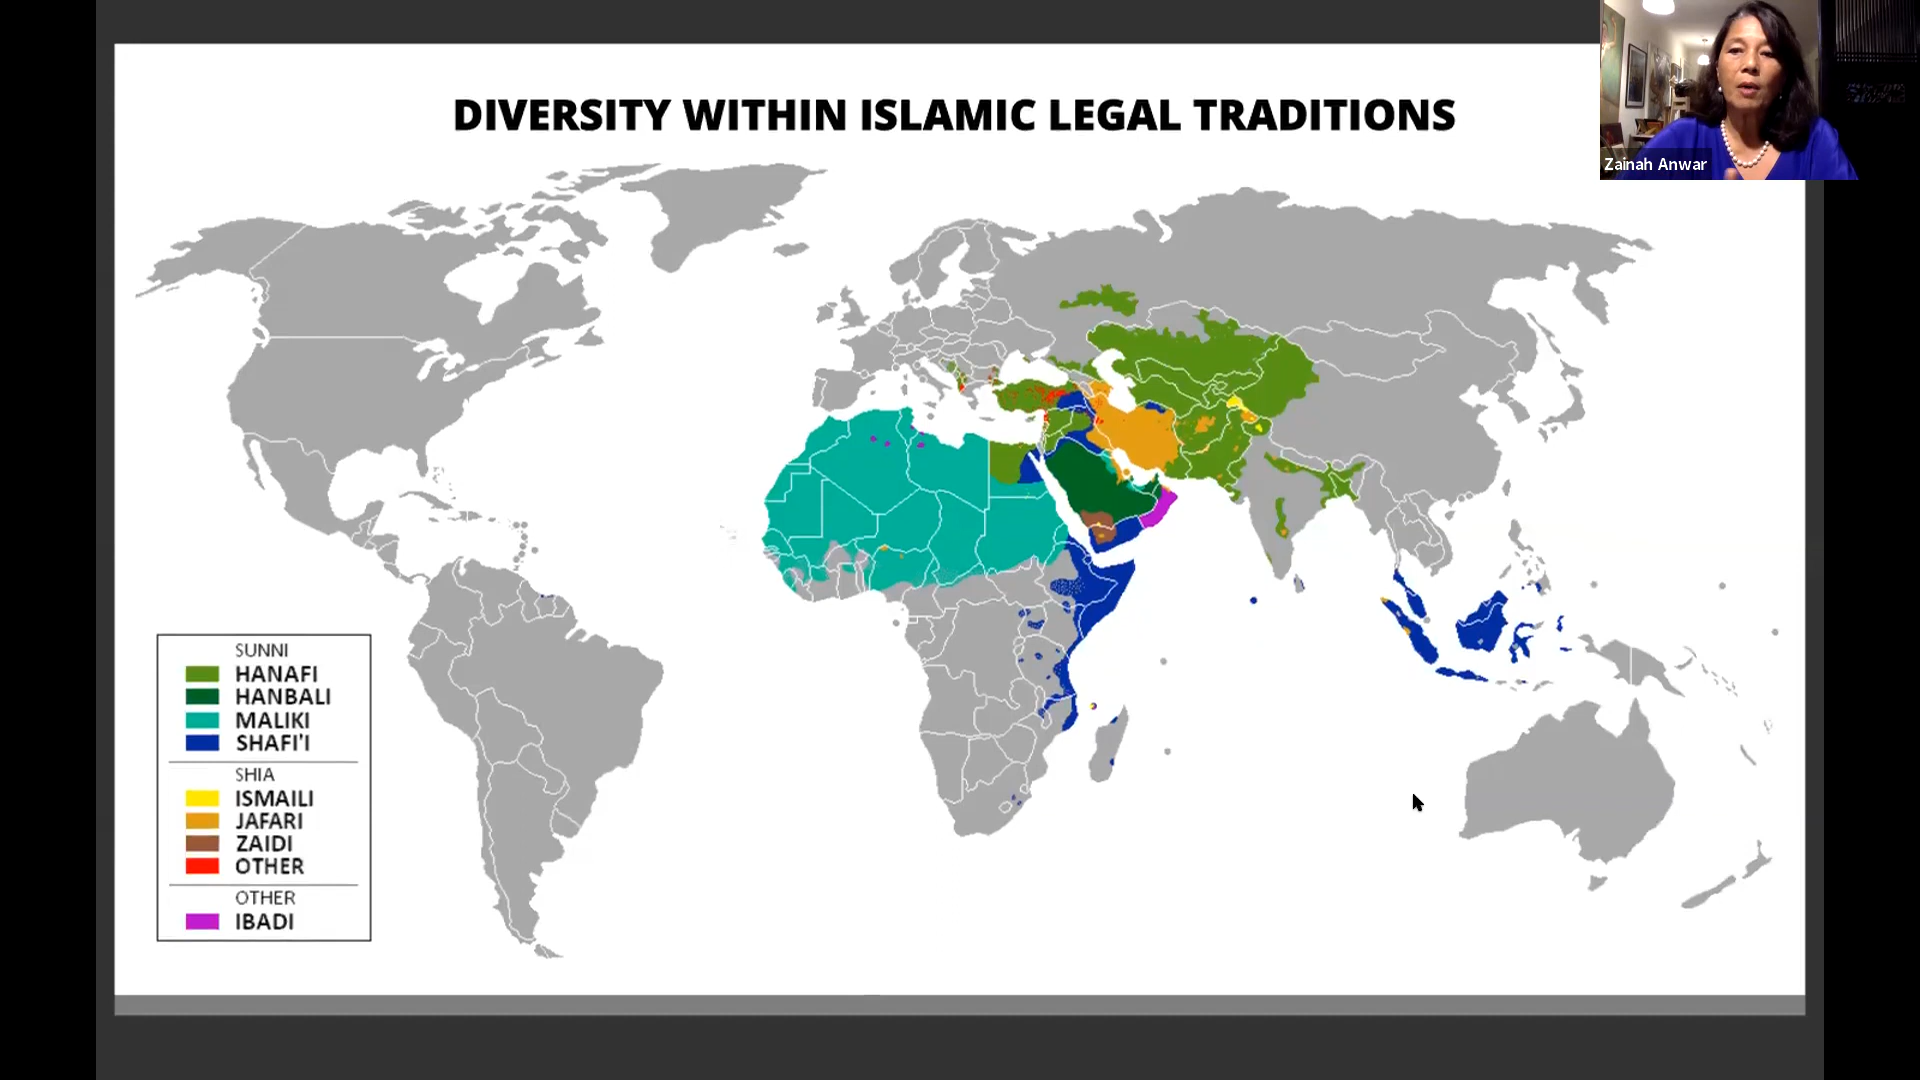 DIVERSITY WITHIN ISLAMIC LEGAL TRADITIONS
Zainah Anwar
SUNNI
HANAFI
HANBALI
MALIKI
SHAFI'I
SHIA
ISMAILI
JAFARI
ZAIDI
OTHER
OTHER
IBADI